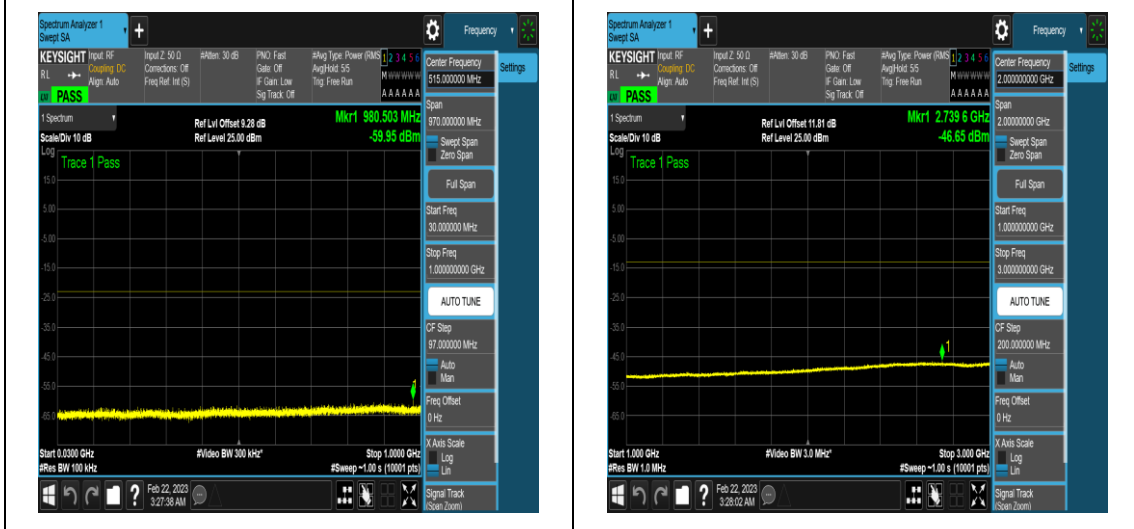 Spectrum Analyzer 1
Swept SA
Frequency
KEYSIGHT
RL
Input: RF
Coupling: DC
Align: Auto
Input Z: 50 Ω
Corrections: Off
Freq Ref: Int (S)
#Atten: 30 dB
PNO: Fast
Gate: Off
IF Gain: Low
Sig Track: Off
#Avg Type: Power (RMS
Avg|Hold: 5/5
Trig: Free Run
1 2 3 4 5 6
M W W W W W
A A A A A A
PASS
Center Frequency
515.000000 MHz
Settings
1 Spectrum
Scale/Div 10 dB
Ref Lvl Offset 9.28 dB
Ref Level 25.00 dBm
Mkr1 980.503 MHz
-59.95 dBm
Log
Trace 1 Pass
15.0
5.00
-5.00
-15.0
-25.0
-35.0
-45.0
-55.0
-65.0
1
Start 0.0300 GHz
#Res BW 100 kHz
#Video BW 300 kHz*
Stop 1.0000 GHz
#Sweep ~1.00 s (10001 pts)
Span
970.000000 MHz
Swept Span
Zero Span
Full Span
Start Freq
30.000000 MHz
Stop Freq
1.000000000 GHz
AUTO TUNE
CF Step
97.000000 MHz
Auto
Man
Freq Offset
0 Hz
X Axis Scale
Log
Lin
Signal Track
(Span Zoom)
?
Feb 22, 2023
3:27:38 AM
Spectrum Analyzer 1
Swept SA
Frequency
KEYSIGHT
RL
Input: RF
Coupling: DC
Align: Auto
Input Z: 50 Ω
Corrections: Off
Freq Ref: Int (S)
#Atten: 30 dB
PNO: Fast
Gate: Off
IF Gain: Low
Sig Track: Off
#Avg Type: Power (RMS
Avg|Hold: 5/5
Trig: Free Run
1 2 3 4 5 6
M W W W W W
A A A A A A
PASS
Center Frequency
2.000000000 GHz
Settings
1 Spectrum
Scale/Div 10 dB
Ref Lvl Offset 11.81 dB
Ref Level 25.00 dBm
Mkr1 2.739 6 GHz
-46.65 dBm
Log
Trace 1 Pass
15.0
5.00
-5.00
-15.0
-25.0
-35.0
-45.0
-55.0
-65.0
1
Start 1.000 GHz
#Res BW 1.0 MHz
#Video BW 3.0 MHz*
Stop 3.000 GHz
#Sweep ~1.00 s (10001 pts)
Span
2.00000000 GHz
Swept Span
Zero Span
Full Span
Start Freq
1.000000000 GHz
Stop Freq
3.000000000 GHz
AUTO TUNE
CF Step
200.000000 MHz
Auto
Man
Freq Offset
0 Hz
X Axis Scale
Log
Lin
Signal Track
(Span Zoom)
?
Feb 22, 2023
3:28:02 AM